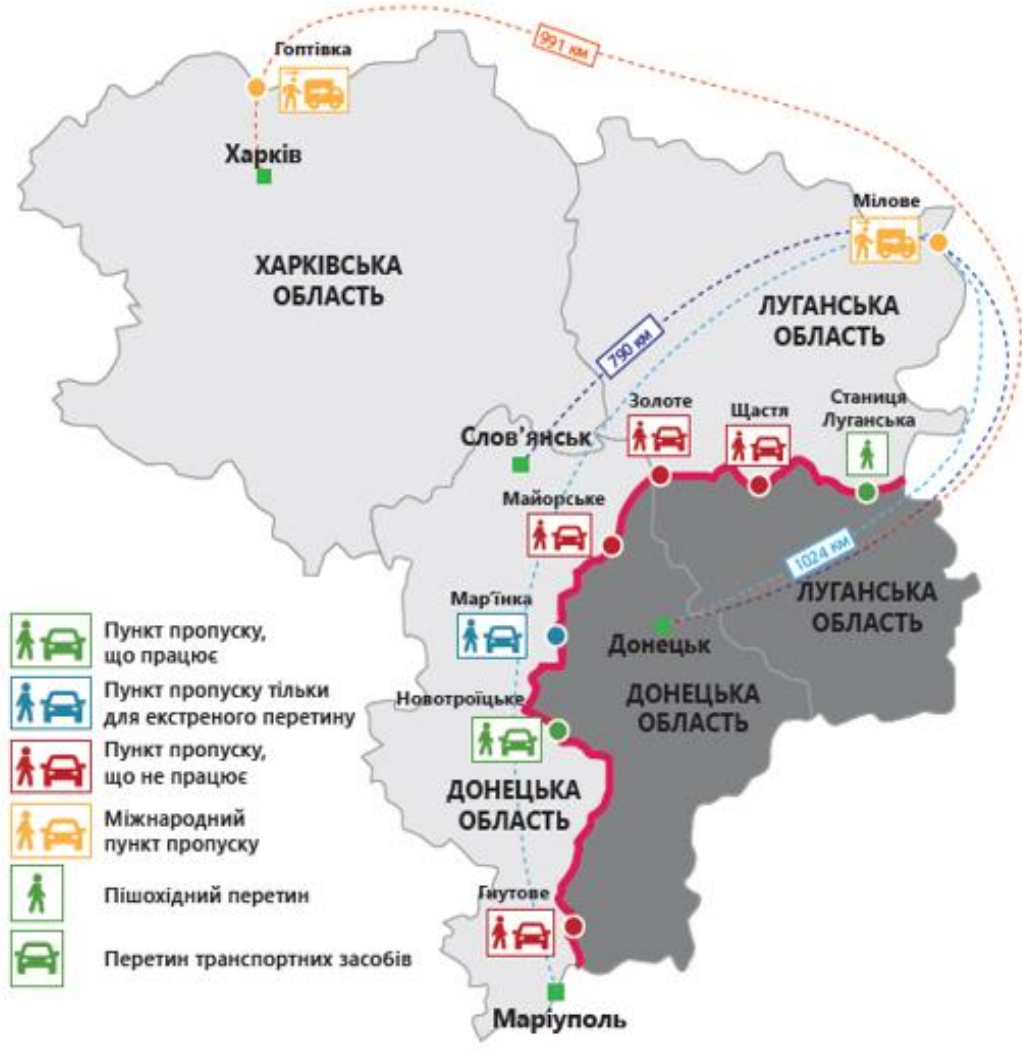 991 км
Гоптівка
Харків
Мілове
ХАРКІВСЬКА
ОБЛАСТЬ
ЛУГАНСЬКА
ОБЛАСТЬ
790 км
Золоте
Щастя
Станиця
Луганська
Слов'янськ
Майорське
1024 км
ЛУГАНСЬКА
ОБЛАСТЬ
Мар'їнка
Донецьк
Новотроїцьке
ДОНЕЦЬКА
ОБЛАСТЬ
ДОНЕЦЬКА
ОБЛАСТЬ
Гнутове
Маріуполь
Пункт пропуску,
що працює
Пункт пропуску тільки
для екстреного перетину
Пункт пропуску,
що не працює
Міжнародний
пункт пропуску
Пішохідний перетин
Перетин транспортних засобів